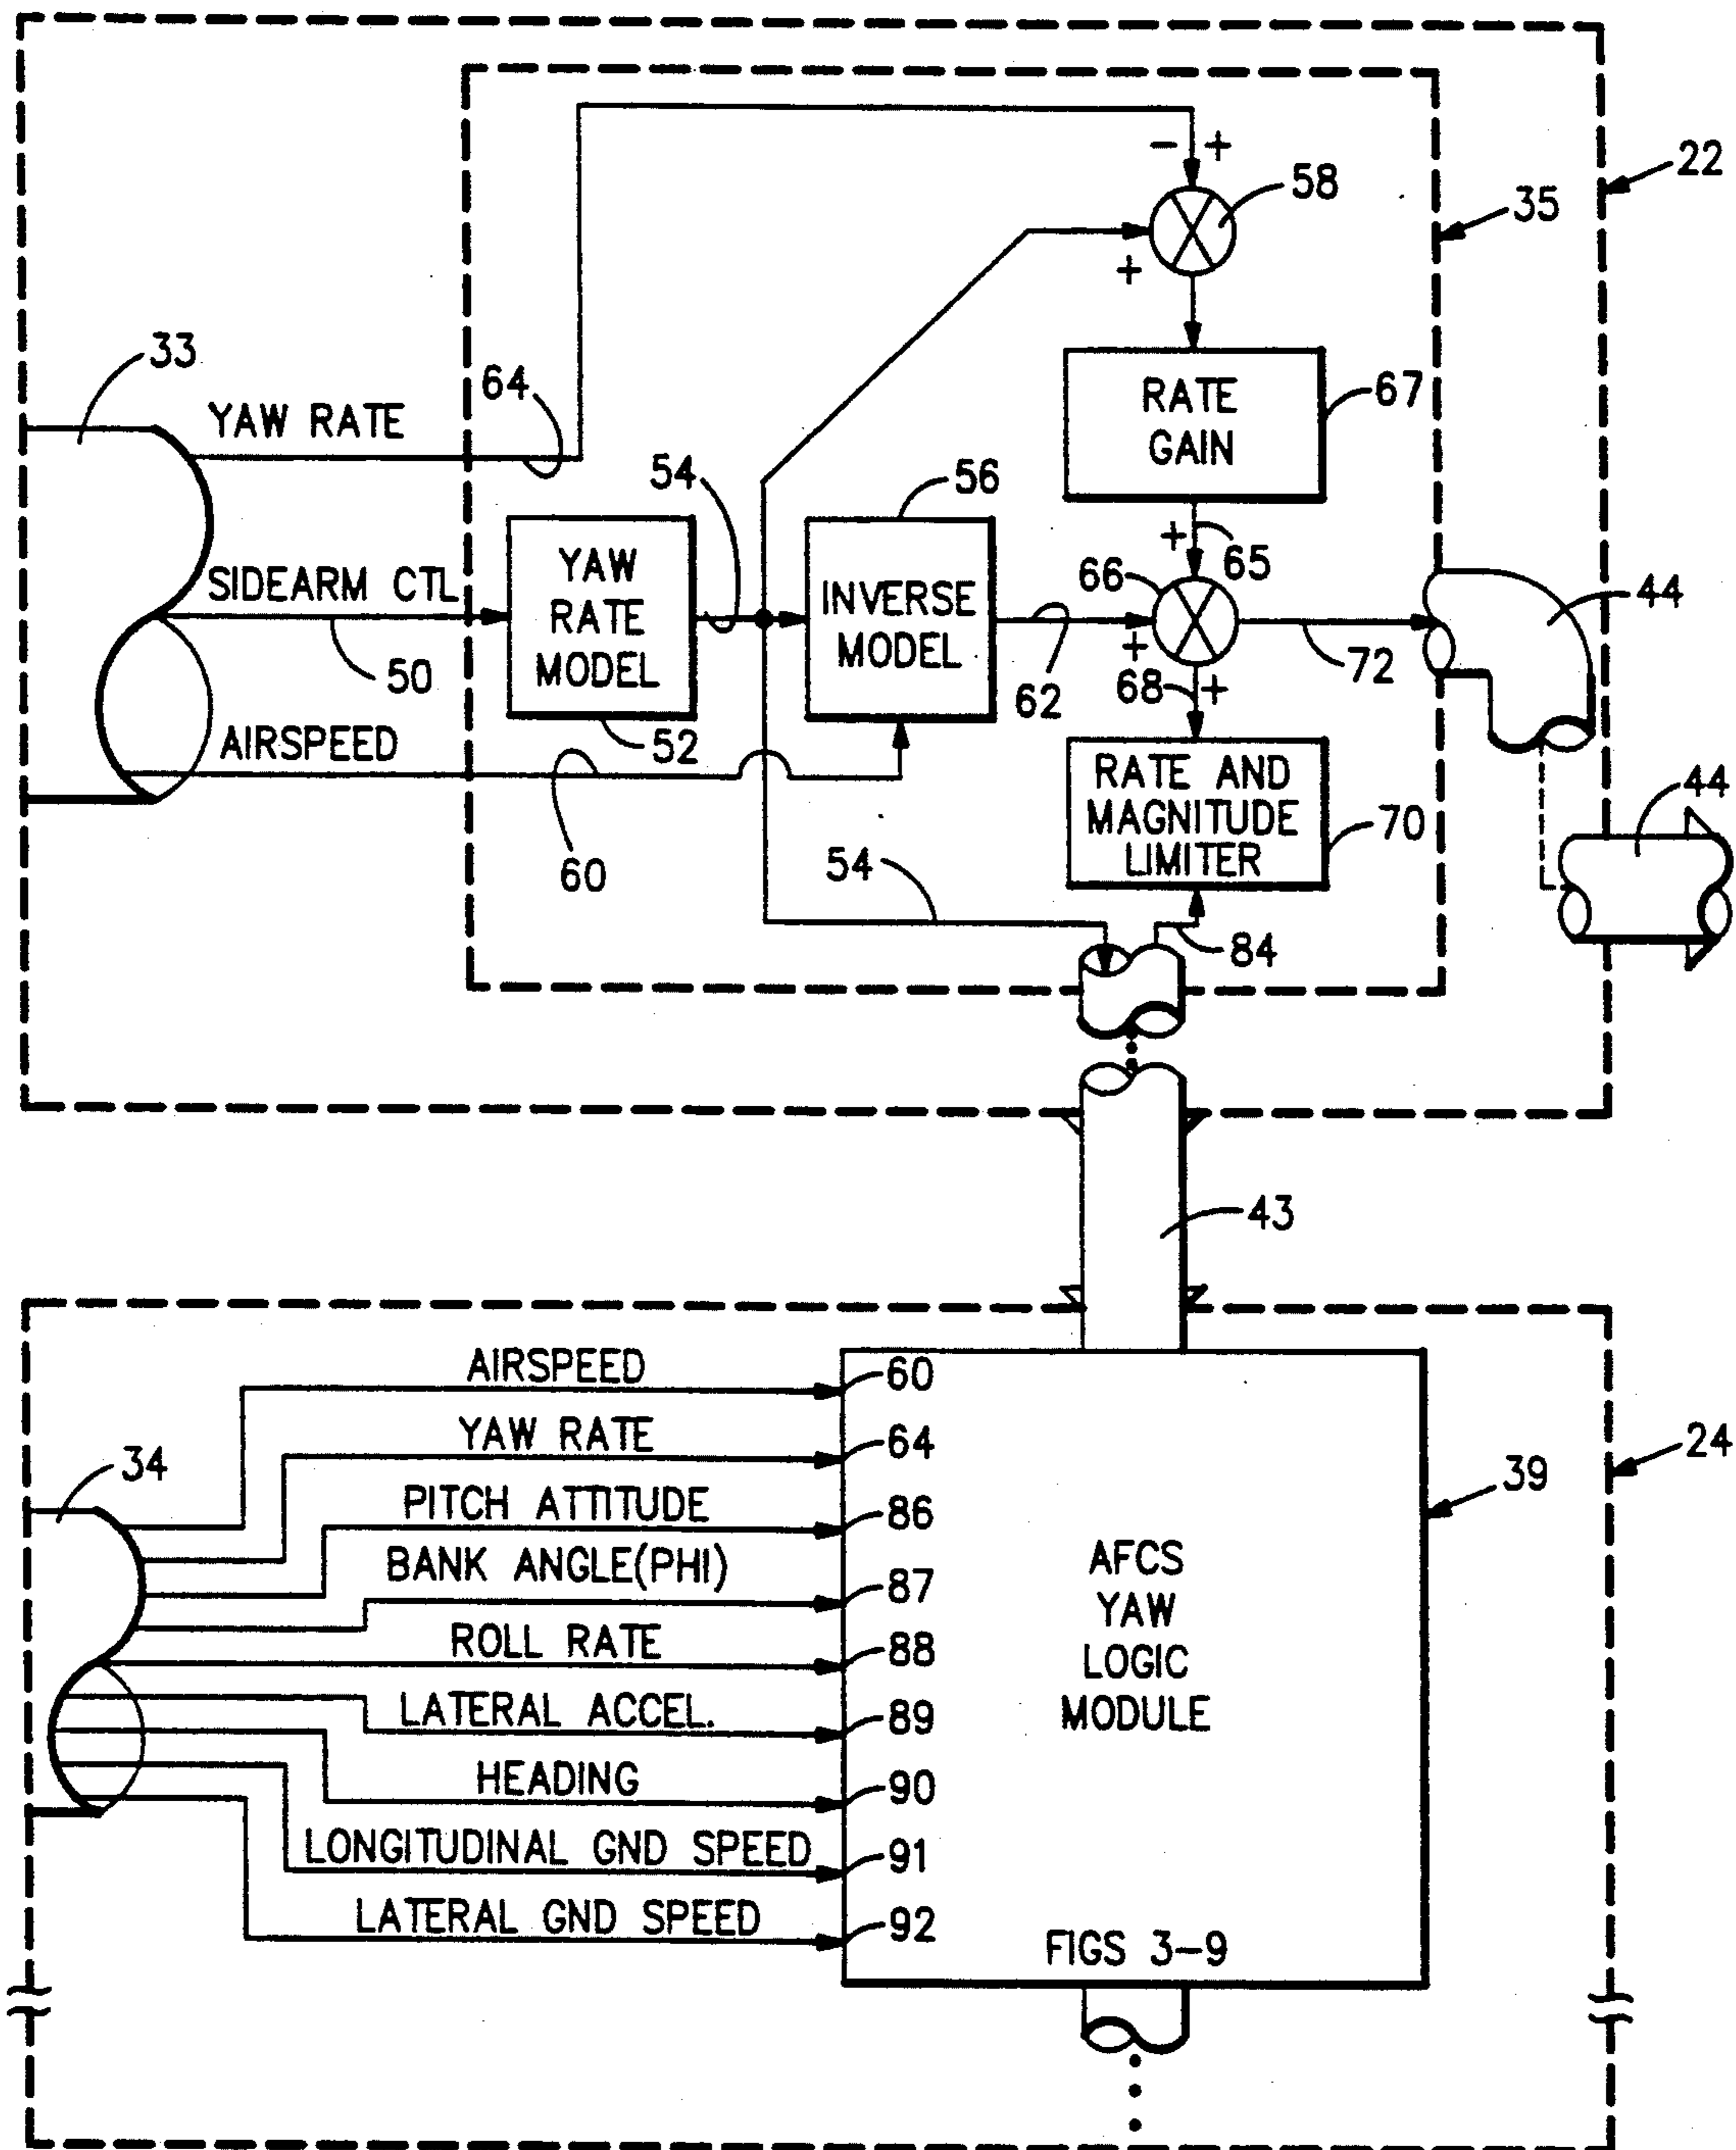 22
35
- +
58
+
33
YAW RATE
64
RATE
GAIN
67
54
56
YAW
RATE
MODEL
INVERSE
MODEL
+
65
66
SIDEARM CTL
50
52
62
+
68
+
72
44
AIRSPEED
60
RATE AND
MAGNITUDE
LIMITER
70
44
54
84
43
24
34
39
AIRSPEED
60
YAW RATE
64
PITCH ATTITUDE
86
BANK ANGLE(PHI)
87
ROLL RATE
88
LATERAL ACCEL.
89
HEADING
90
LONGITUDINAL GND SPEED
91
LATERAL GND SPEED
92
AFCS
YAW
LOGIC
MODULE
FIGS 3-9